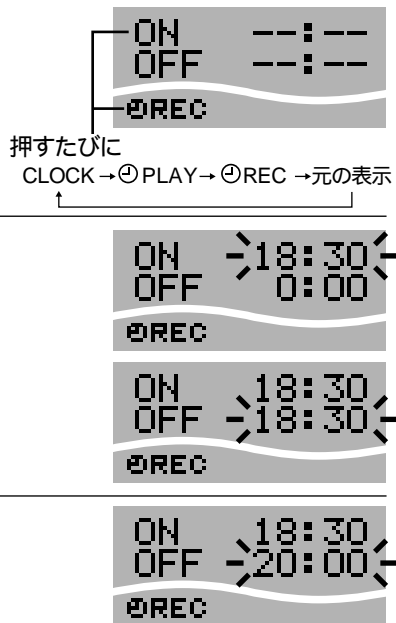 ON --:--
OFF --:--
⏲REC
押すたびに
CLOCK→⏲PLAY→⏲REC→元の表示
ON 18:30
OFF 0:00
⏲REC
ON 18:30
OFF 18:30
⏲REC
ON 18:30
OFF 20:00
⏲REC